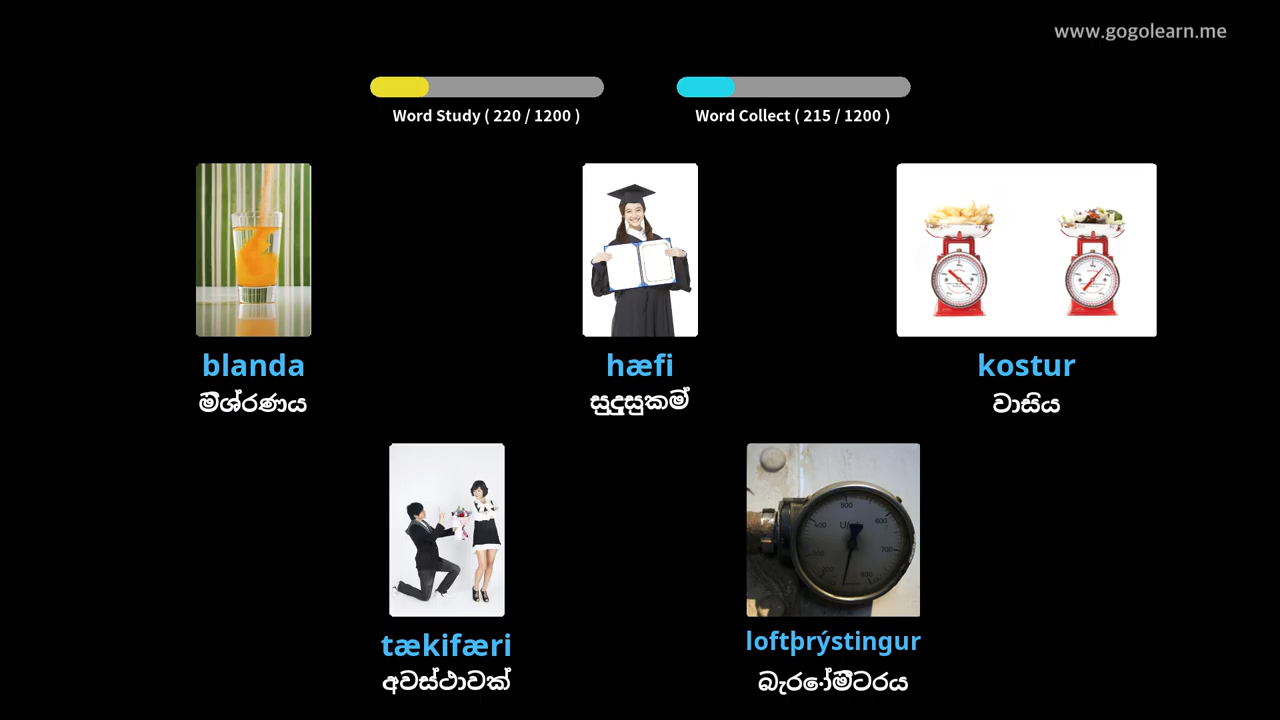 www.gogolearn.me
Word Study ( 220 / 1200 )
Word Collect ( 215 / 1200 )
blanda
මිශ්රණය
hæfi
සුදුසුකම්
kostur
වාසිය
tækifæri
අවස්ථාවක්
loftþrýstingur
බැරෝමීටරය